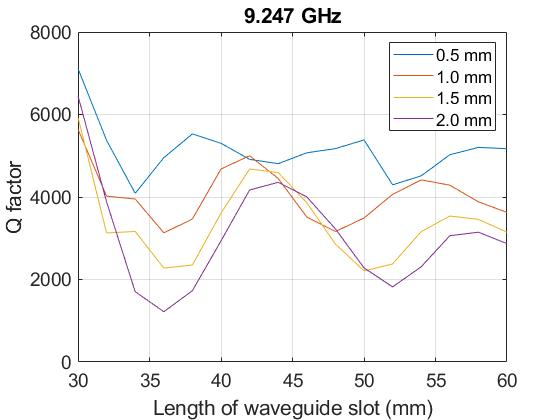 9.247 GHz
8000
6000
4000
2000
0
Q factor
0.5 mm
1.0 mm
1.5 mm
2.0 mm
30 35 40 45 50 55 60
Length of waveguide slot (mm)